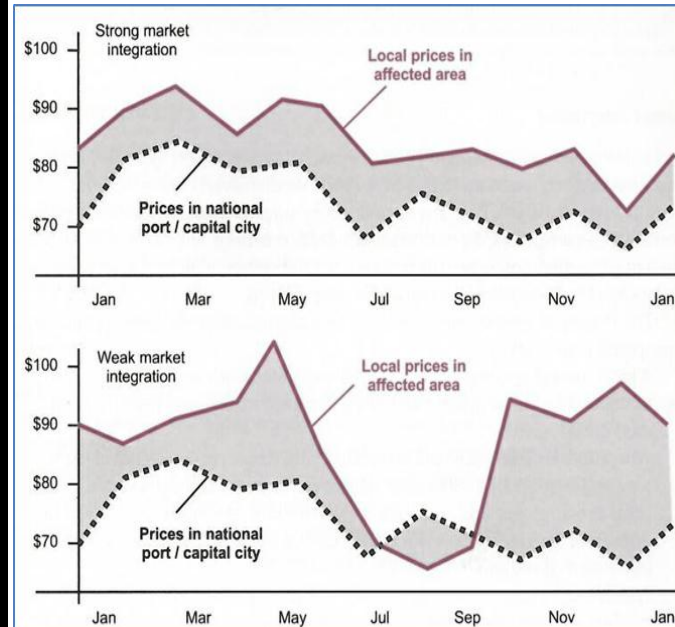 Strong market
integration
$100
$90
$80
$70
Local prices in
affected area
Prices in national
port / capital city
Jan Mar May Jul Sep Nov Jan
Weak market
integration
$100
$90
$80
$70
Local prices in
affected area
Prices in national
port / capital city
Jan Mar May Jul Sep Nov Jan